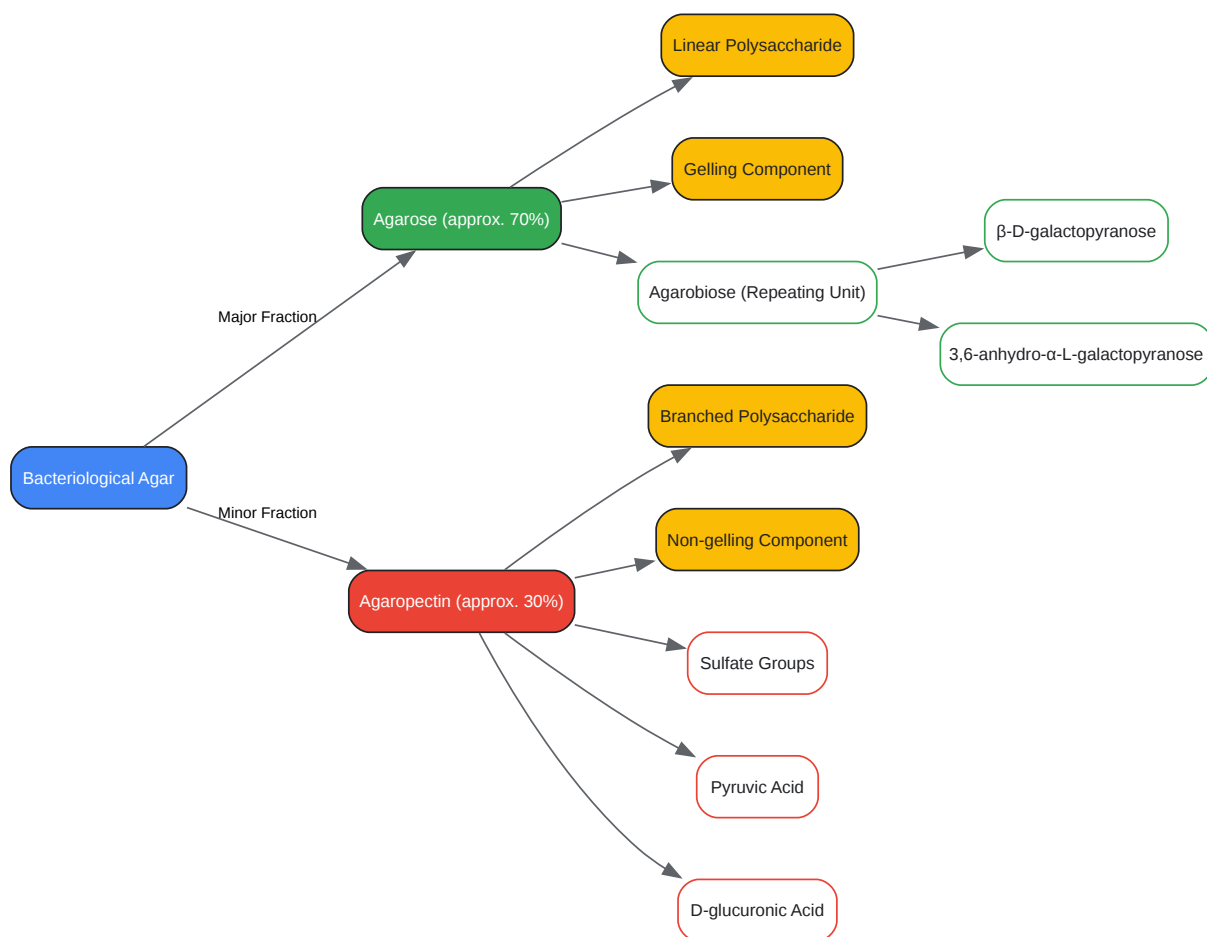 Linear Polysaccharide
Gelling Component
Agarose (approx. 70%)
β-D-galactopyranose
Agarobiose (Repeating Unit)
Major Fraction
3,6-anhydro-α-L-galactopyranose
Branched Polysaccharide
Bacteriological Agar
Minor Fraction
Non-gelling Component
Agaropectin (approx. 30%)
Sulfate Groups
Pyruvic Acid
D-glucuronic Acid